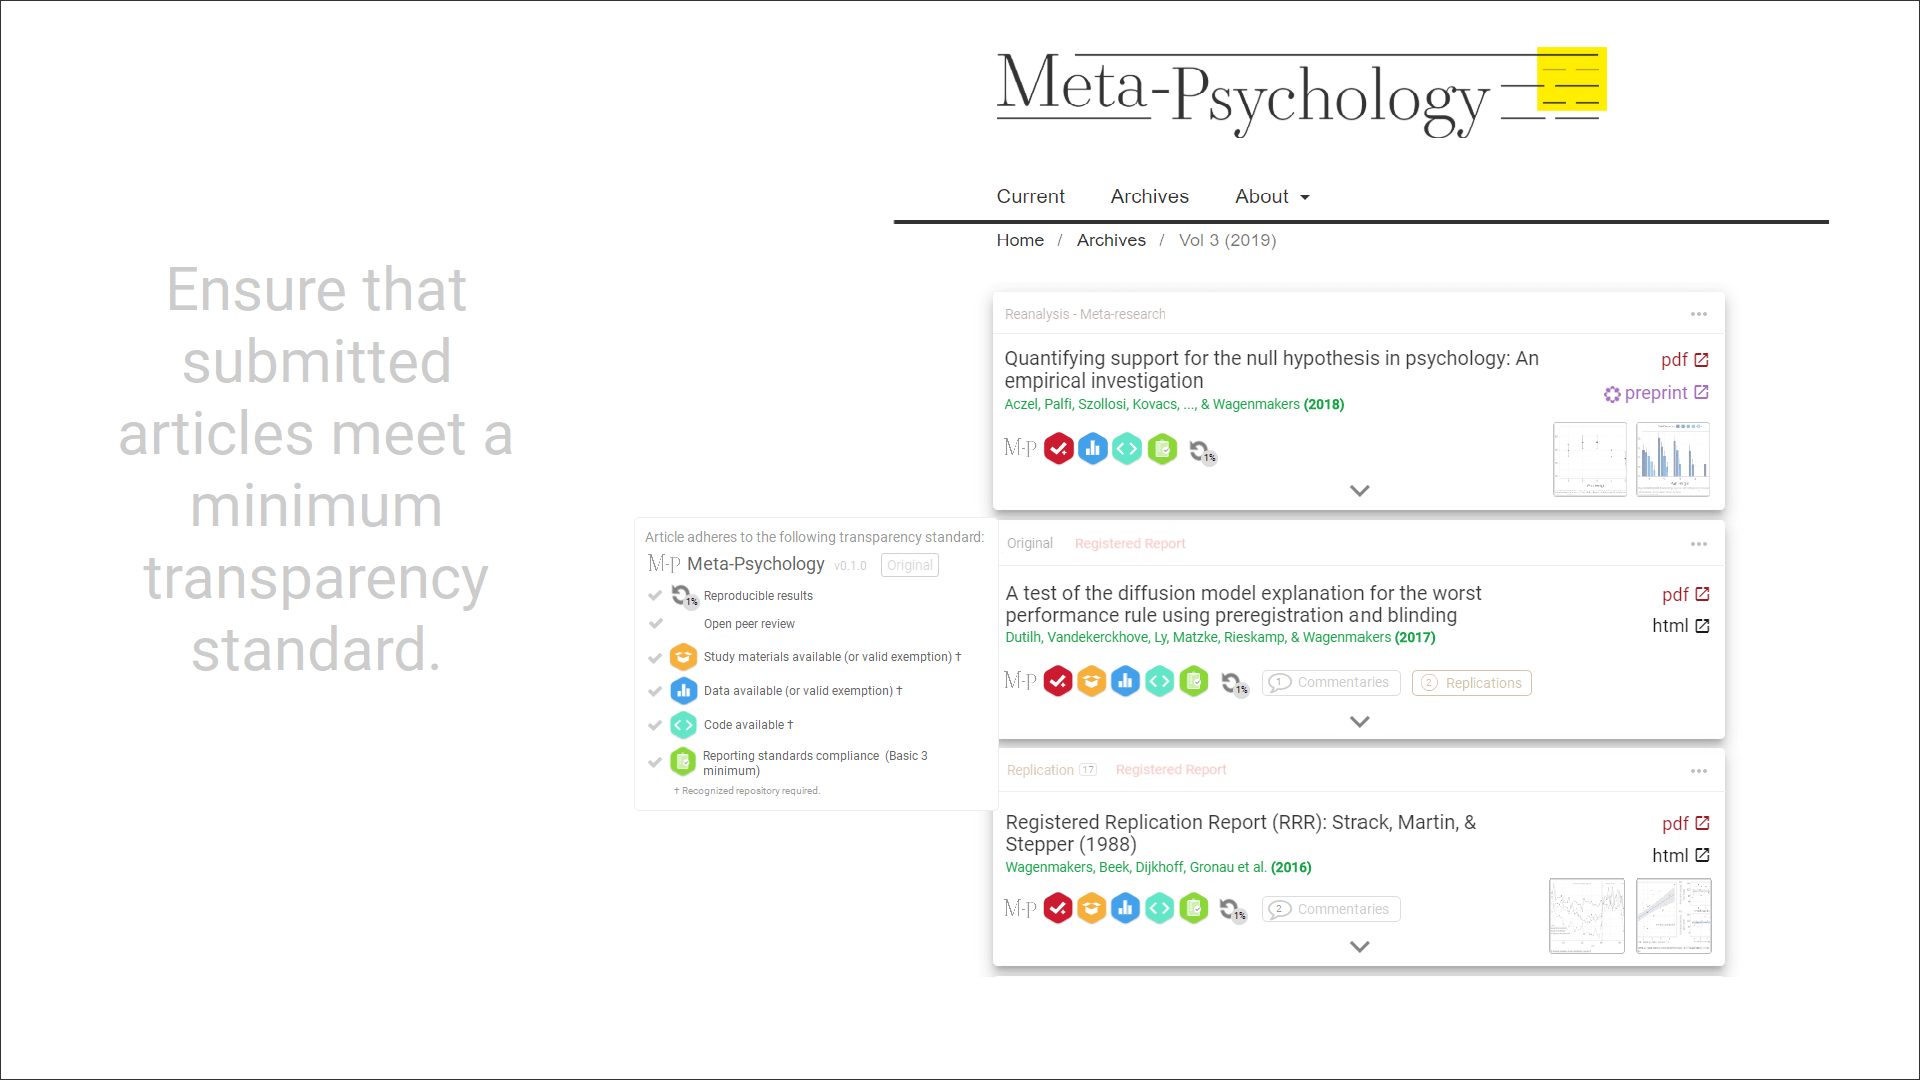 Ensure that
submitted
articles meet a
minimum
transparency
standard.
Meta-Psychology
Current Archives About
Home / Archives / Vol 3 (2019)
Reanalysis - Meta-research
Quantifying support for the null hypothesis in psychology: An
empirical investigation
Aczel, Palfi, Szollosi, Kovacs, ..., & Wagenmakers (2018)
pdf
preprint
M-P 1%
Article adheres to the following transparency standard:
M-P Meta-Psychology v0.1.0 Original
1% Reproducible results
Open peer review
Study materials available (or valid exemption) †
Data available (or valid exemption) †
Code available †
Reporting standards compliance (Basic 3
minimum)
† Recognized repository required.
Original Registered Report
A test of the diffusion model explanation for the worst
performance rule using preregistration and blinding
Dutilh, Vandekerckhove, Ly, Matzke, Rieskamp, & Wagenmakers (2017)
pdf
html
M-P 1% 1 Commentaries 2 Replications
Replication 17 Registered Report
Registered Replication Report (RRR): Strack, Martin, &
Stepper (1988)
Wagenmakers, Beek, Dijkhoff, Gronau et al. (2016)
pdf
html
M-P 1% 2 Commentaries